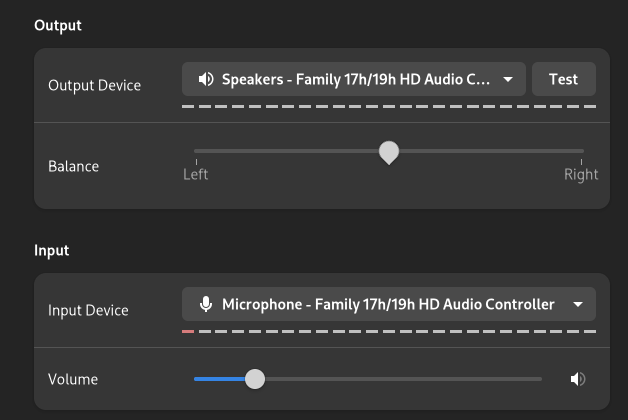 Output
Output Device
Speakers - Family 17h/19h HD Audio C...
Test
Balance
Left
Right
Input
Input Device
Microphone - Family 17h/19h HD Audio Controller
Volume